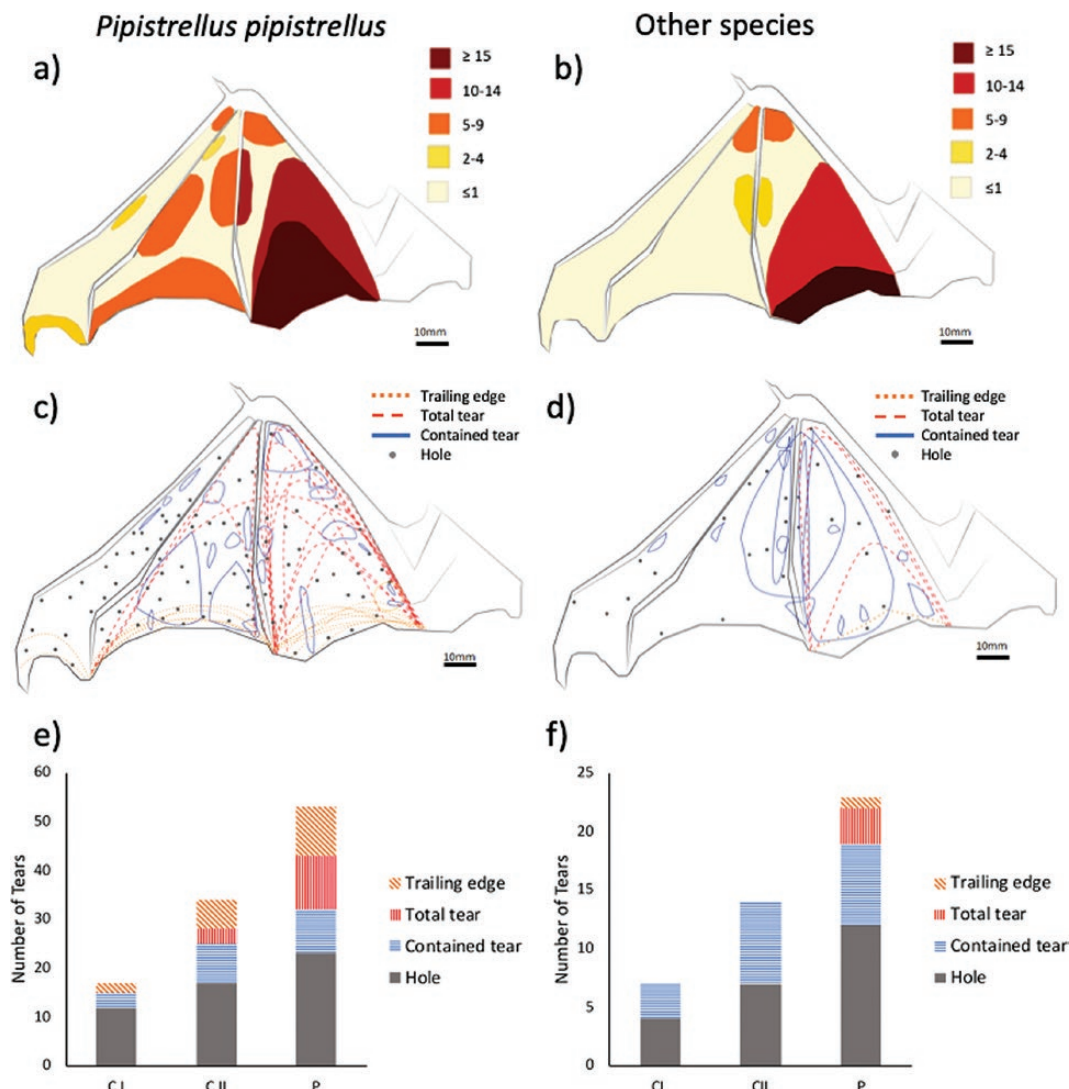 Pipistrellus pipistrellus
Other species
a)
≥ 15
10-14
5-9
2-4
≤1
10mm
b)
≥ 15
10-14
5-9
2-4
≤1
10mm
c)
Trailing edge
Total tear
Contained tear
Hole
10mm
d)
Trailing edge
Total tear
Contained tear
Hole
10mm
e)
60
50
40
30
20
10
0
Number of Tears
C I
C II
P
Trailing edge
Total tear
Contained tear
Hole
f)
25
20
15
10
5
0
Number of Tears
CI
CII
P
Trailing edge
Total tear
Contained tear
Hole